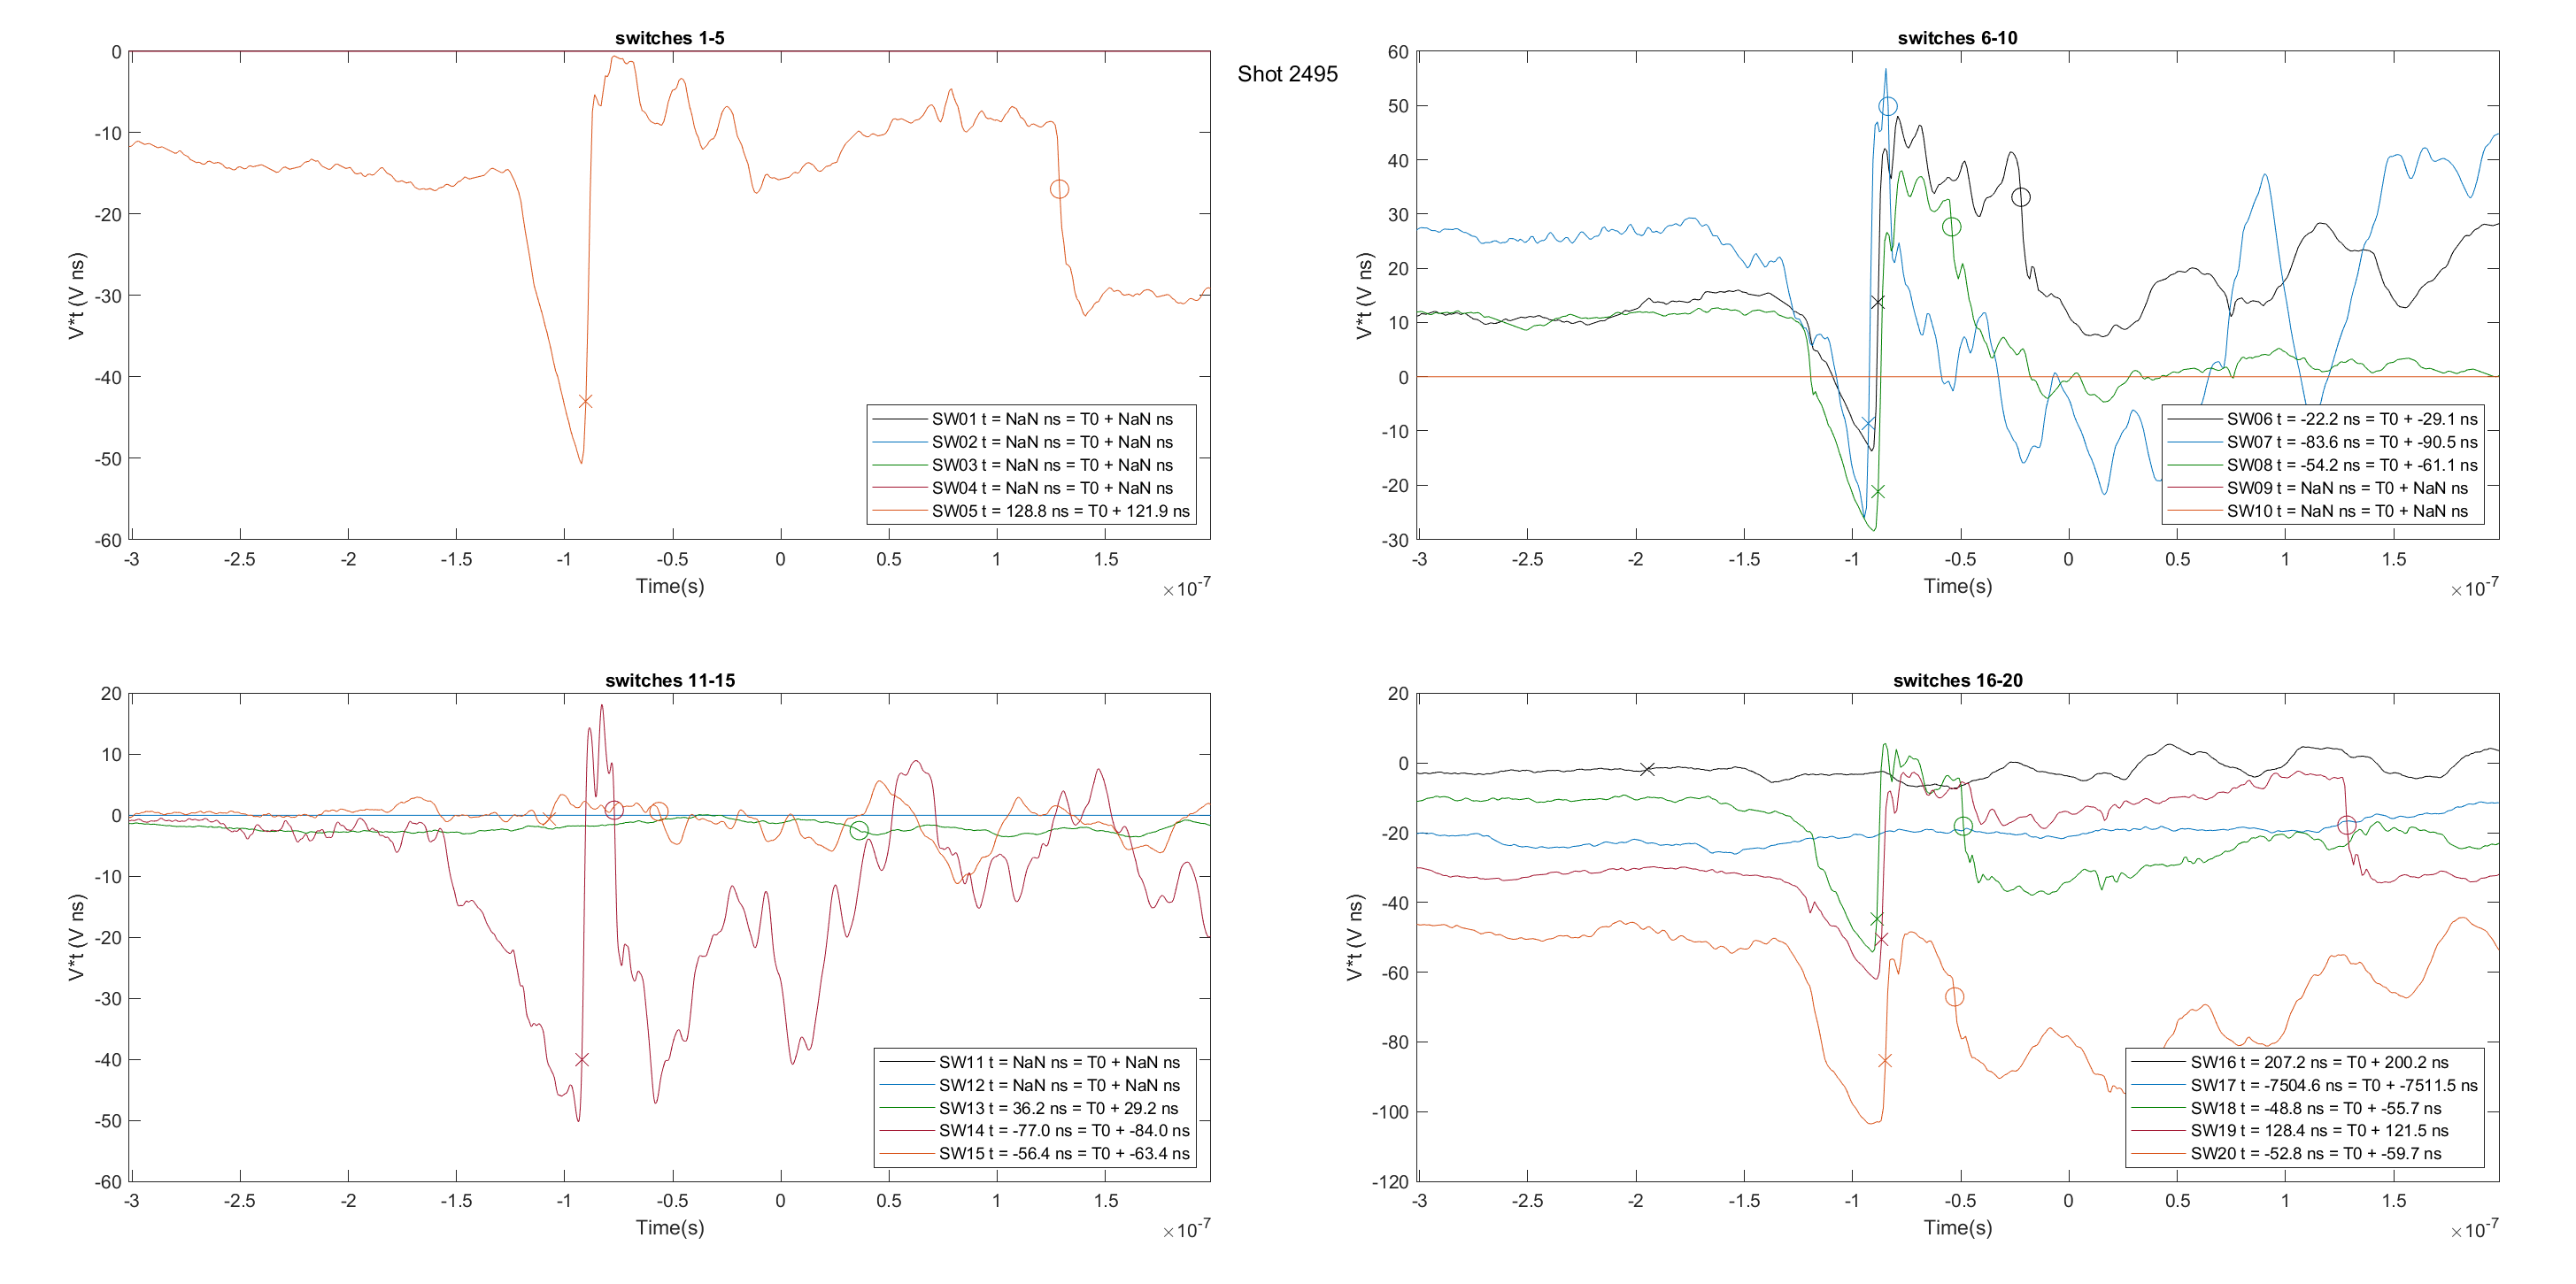 Shot 2495
switches 1-5
0
-10
-20
-30
-40
-50
-60
V*t (V ns)
SW01 t = NaN ns = T0 + NaN ns
SW02 t = NaN ns = T0 + NaN ns
SW03 t = NaN ns = T0 + NaN ns
SW04 t = NaN ns = T0 + NaN ns
SW05 t = 128.8 ns = T0 + 121.9 ns
-3 -2.5 -2 -1.5 -1 -0.5 0 0.5 1 1.5
Time(s)
×10-7
switches 6-10
60
50
40
30
20
10
0
-10
-20
-30
V*t (V ns)
SW06 t = -22.2 ns = T0 + -29.1 ns
SW07 t = -83.6 ns = T0 + -90.5 ns
SW08 t = -54.2 ns = T0 + -61.1 ns
SW09 t = NaN ns = T0 + NaN ns
SW10 t = NaN ns = T0 + NaN ns
-3 -2.5 -2 -1.5 -1 -0.5 0 0.5 1 1.5
Time(s)
×10-7
switches 11-15
20
10
0
-10
-20
-30
-40
-50
-60
V*t (V ns)
SW11 t = NaN ns = T0 + NaN ns
SW12 t = NaN ns = T0 + NaN ns
SW13 t = 36.2 ns = T0 + 29.2 ns
SW14 t = -77.0 ns = T0 + -84.0 ns
SW15 t = -56.4 ns = T0 + -63.4 ns
-3 -2.5 -2 -1.5 -1 -0.5 0 0.5 1 1.5
Time(s)
×10-7
switches 16-20
20
0
-20
-40
-60
-80
-100
-120
V*t (V ns)
SW16 t = 207.2 ns = T0 + 200.2 ns
SW17 t = -7504.6 ns = T0 + -7511.5 ns
SW18 t = -48.8 ns = T0 + -55.7 ns
SW19 t = 128.4 ns = T0 + 121.5 ns
SW20 t = -52.8 ns = T0 + -59.7 ns
-3 -2.5 -2 -1.5 -1 -0.5 0 0.5 1 1.5
Time(s)
×10-7